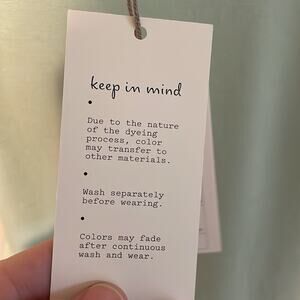 keep in mind
•
Due to the nature
of the dyeing
process, color
may transfer to
other materials.
•
Wash separately
before wearing.
•
Colors may fade
after continuous
wash and wear.